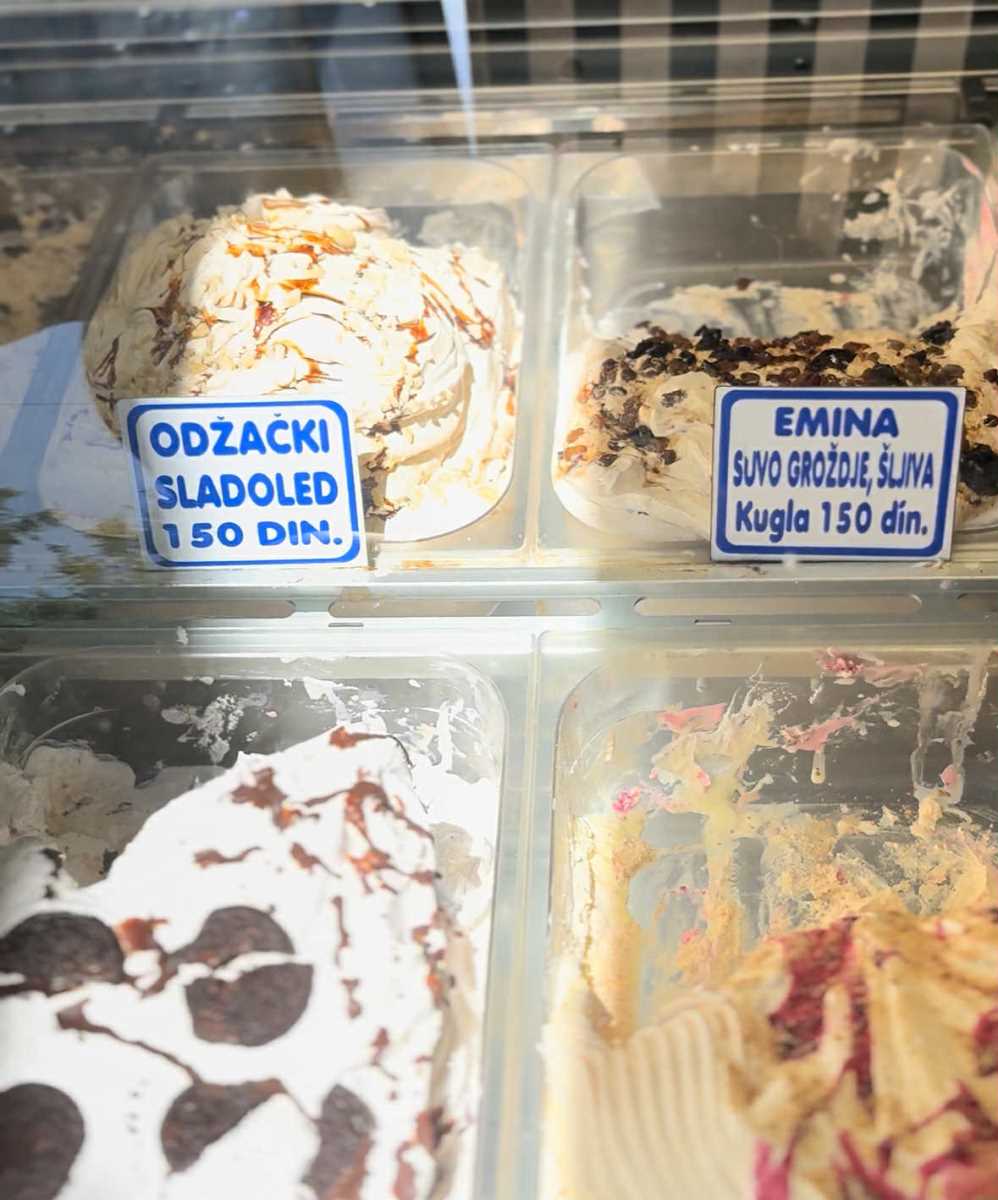 ODŽAČKI
SLADOLED
150 DIN.
EMINA
SUVO GROŽDJE, ŠLJIVA
Kugla 150 din.